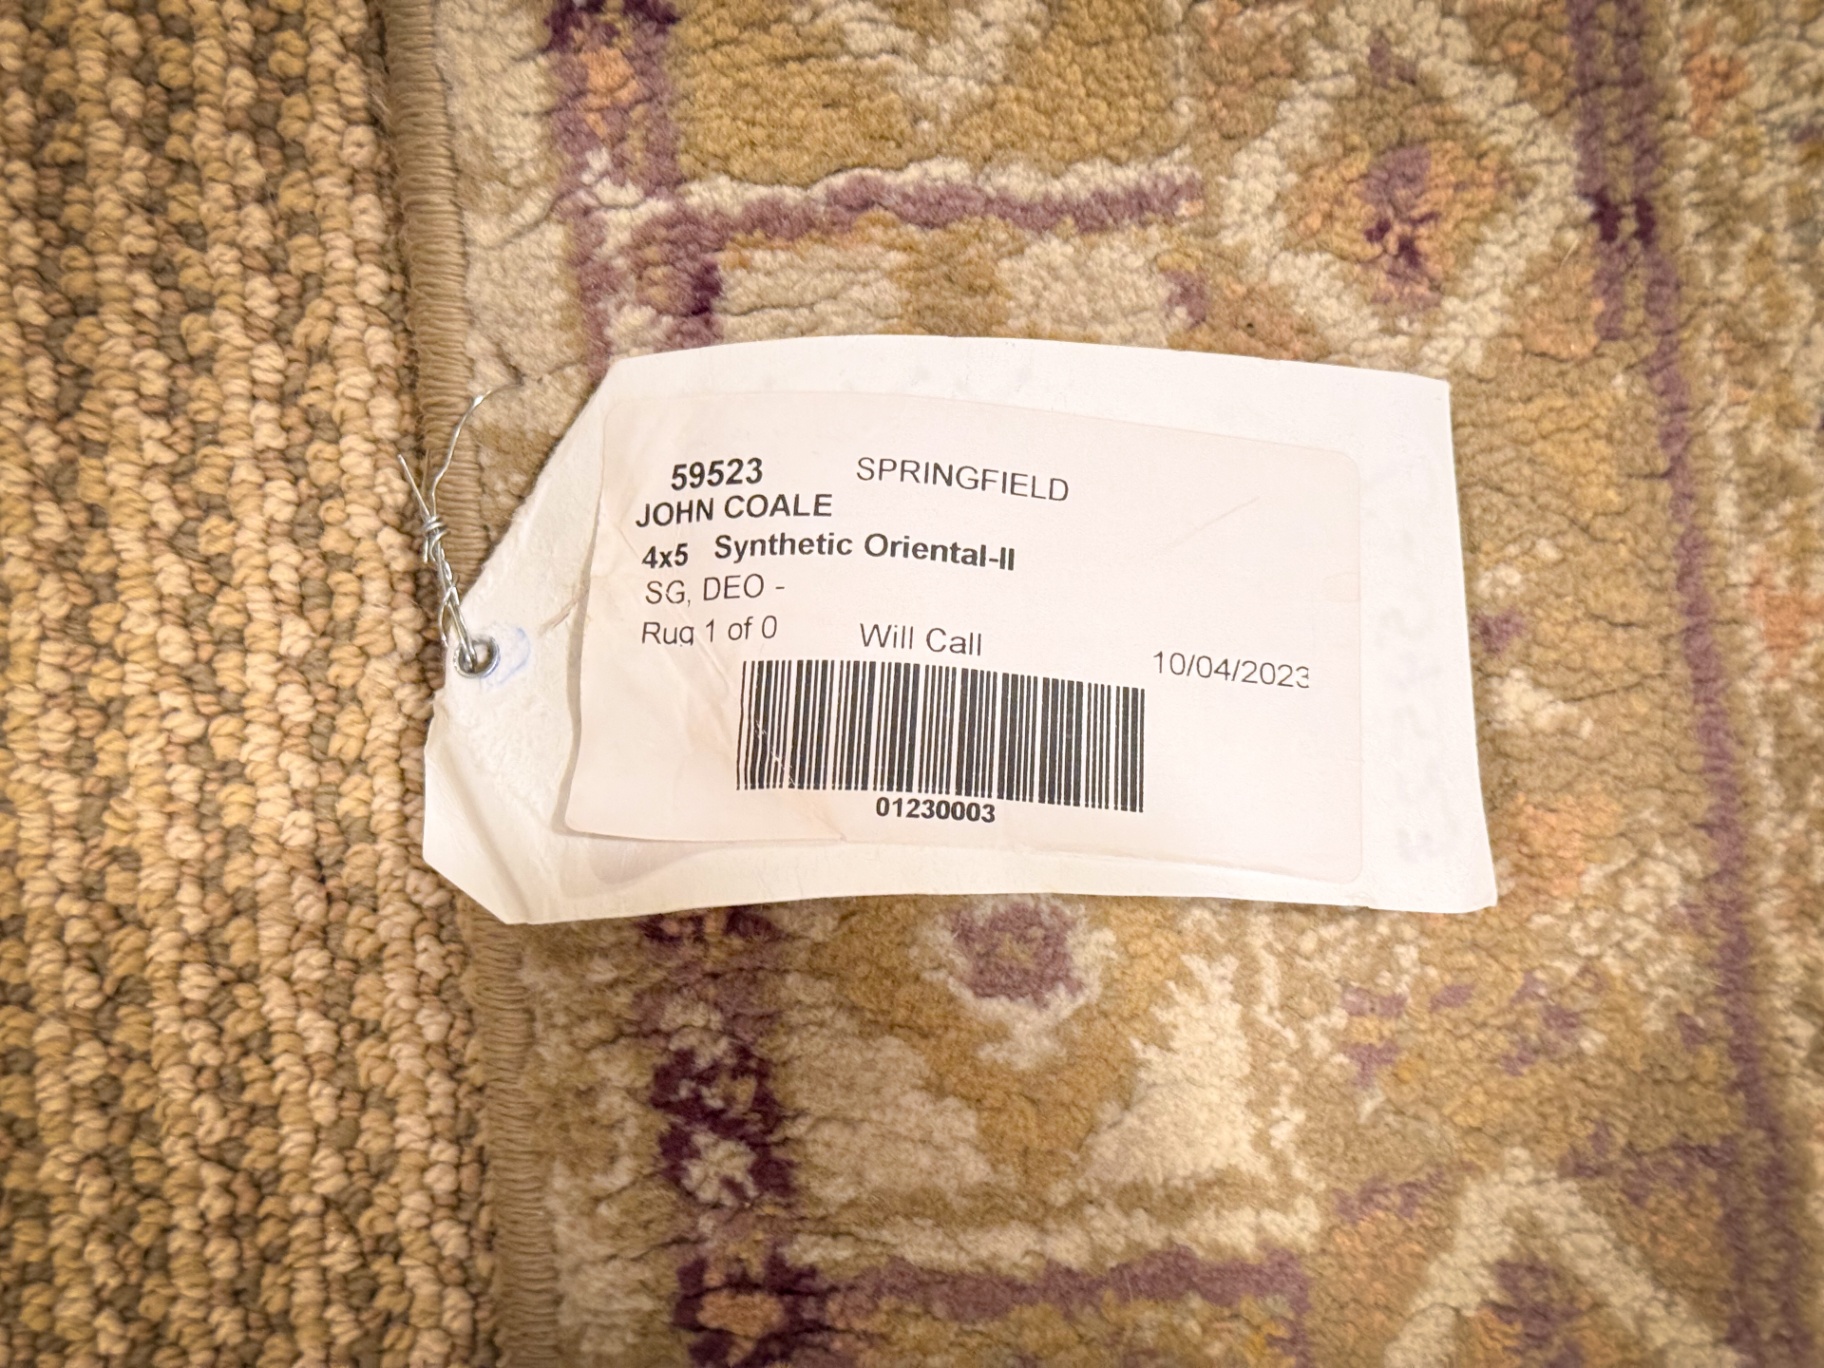 59523 SPRINGFIELD
JOHN COALE
4x5 Synthetic Oriental-II
SG, DEO -
Rug 1 of 0 Will Call 10/04/2023
01230003